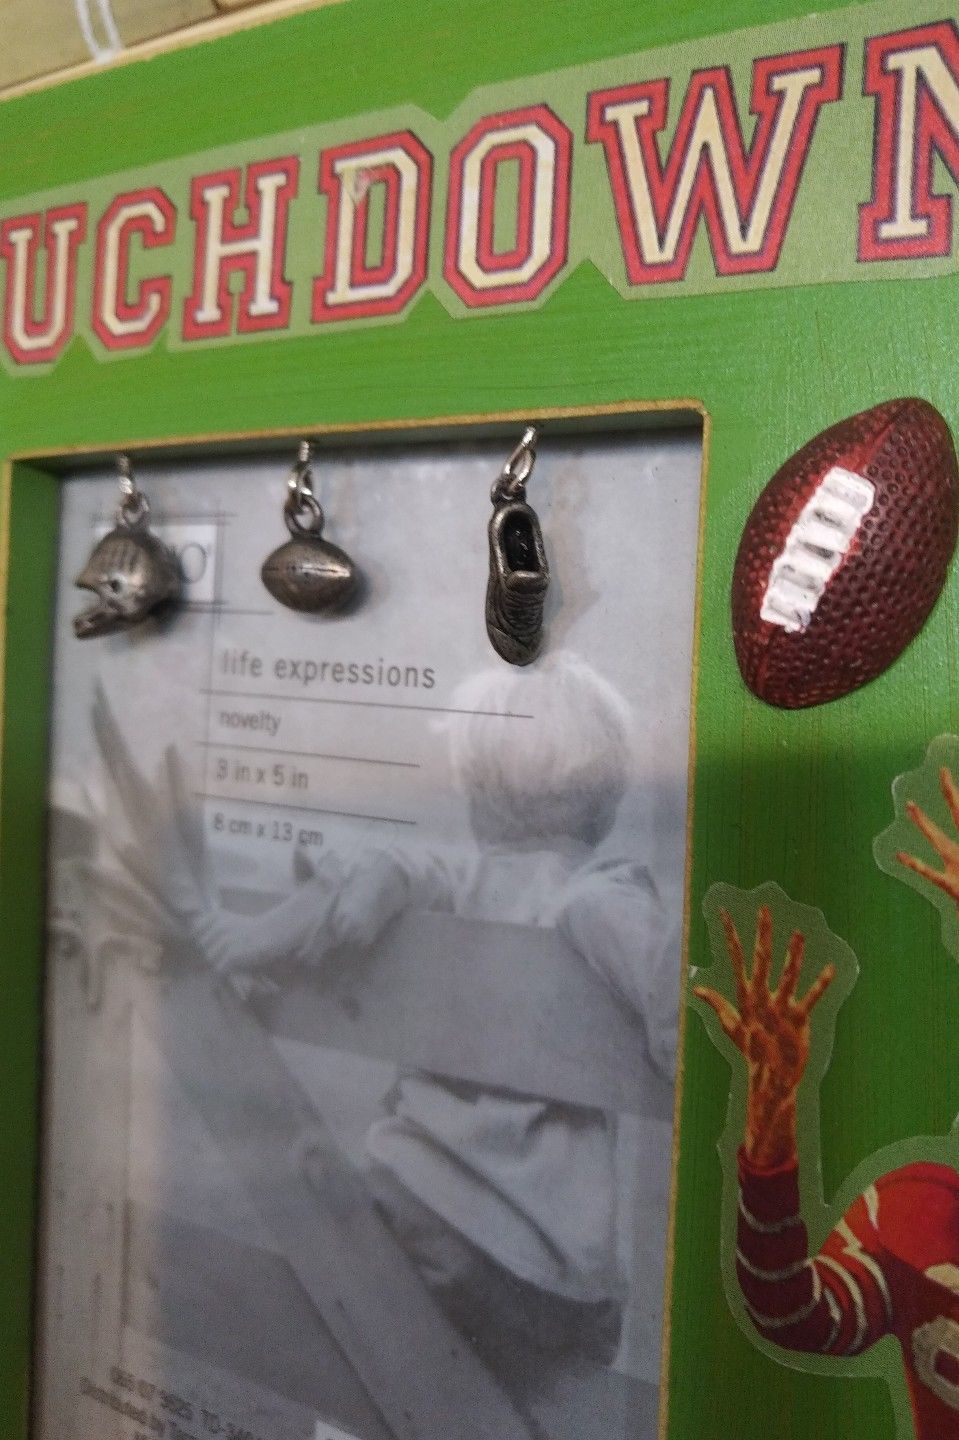 UCHDOWN
life expressions
novelty
3 in x 5 in
8 cm x 13 cm